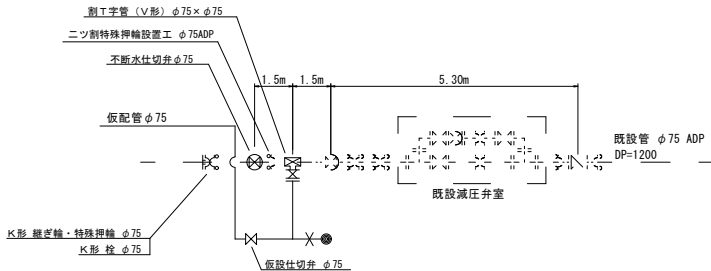 割T字管（V形）φ75×φ75
二ツ割特殊押輪設置工 φ75ADP
不断水仕切弁φ75
1.5m
1.5m
5.30m
仮配管φ75
既設管 φ75 ADP
DP=1200
既設減圧弁室
K形 継ぎ輪・特殊押輪 φ75
K形 栓 φ75
仮設仕切弁 φ75